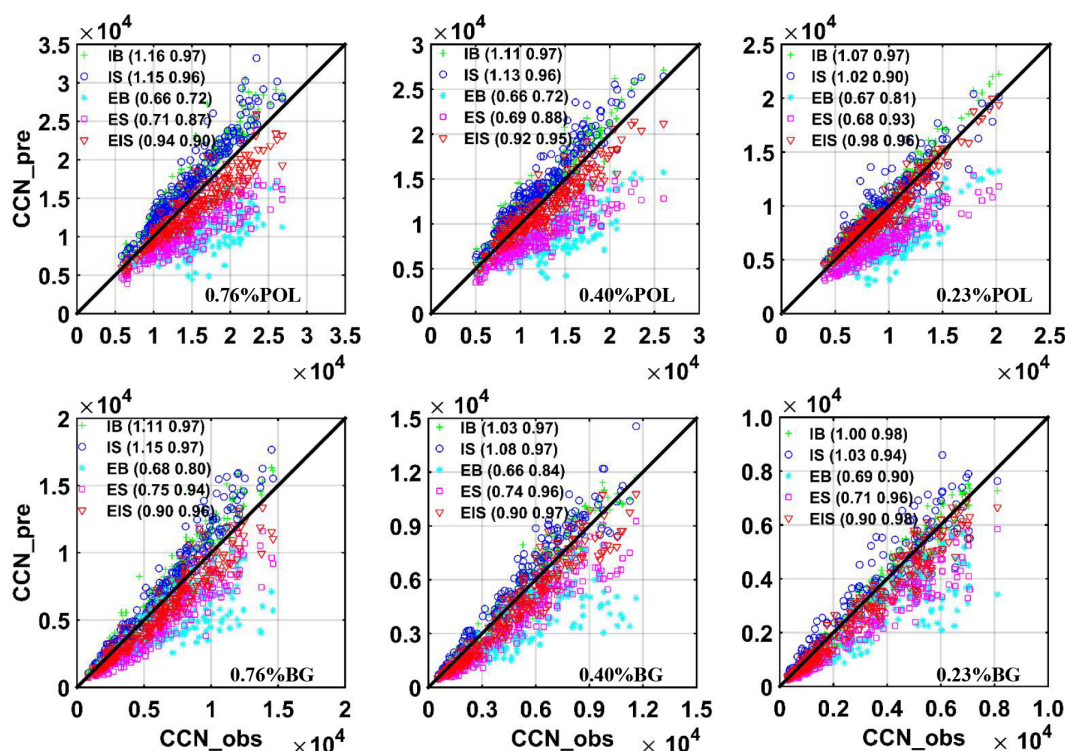 ×10⁴
×10⁴
×10⁴
3.5
3
2.5
2
1.5
1
0.5
0
CCN_pre
IB (1.16 0.97)
IS (1.15 0.96)
EB (0.66 0.72)
ES (0.71 0.87)
EIS (0.94 0.90)
0.76%POL
0 0.5 1 1.5 2 2.5 3 3.5
×10⁴
3
2.5
2
1.5
1
0.5
0
IB (1.11 0.97)
IS (1.13 0.96)
EB (0.66 0.72)
ES (0.69 0.88)
EIS (0.92 0.95)
0.40%POL
0 0.5 1 1.5 2 2.5 3
×10⁴
2.5
2
1.5
1
0.5
0
IB (1.07 0.97)
IS (1.02 0.90)
EB (0.67 0.81)
ES (0.68 0.93)
EIS (0.98 0.96)
0.23%POL
0 0.5 1 1.5 2 2.5
×10⁴
×10⁴
2
1.5
1
0.5
0
CCN_pre
IB (1.11 0.97)
IS (1.15 0.97)
EB (0.68 0.80)
ES (0.75 0.94)
EIS (0.90 0.96)
0.76%BG
0 0.5 1 1.5 2
CCN_obs ×10⁴
×10⁴
1.5
1.2
0.9
0.6
0.3
0
IB (1.03 0.97)
IS (1.08 0.97)
EB (0.66 0.84)
ES (0.74 0.96)
EIS (0.90 0.97)
0.40%BG
0 0.3 0.6 0.9 1.2 1.5
CCN_obs ×10⁴
×10⁴
1.0
0.8
0.6
0.4
0.2
0
IB (1.00 0.98)
IS (1.03 0.94)
EB (0.69 0.90)
ES (0.71 0.96)
EIS (0.90 0.98)
0.23%BG
0 0.2 0.4 0.6 0.8 1.0
CCN_obs ×10⁴